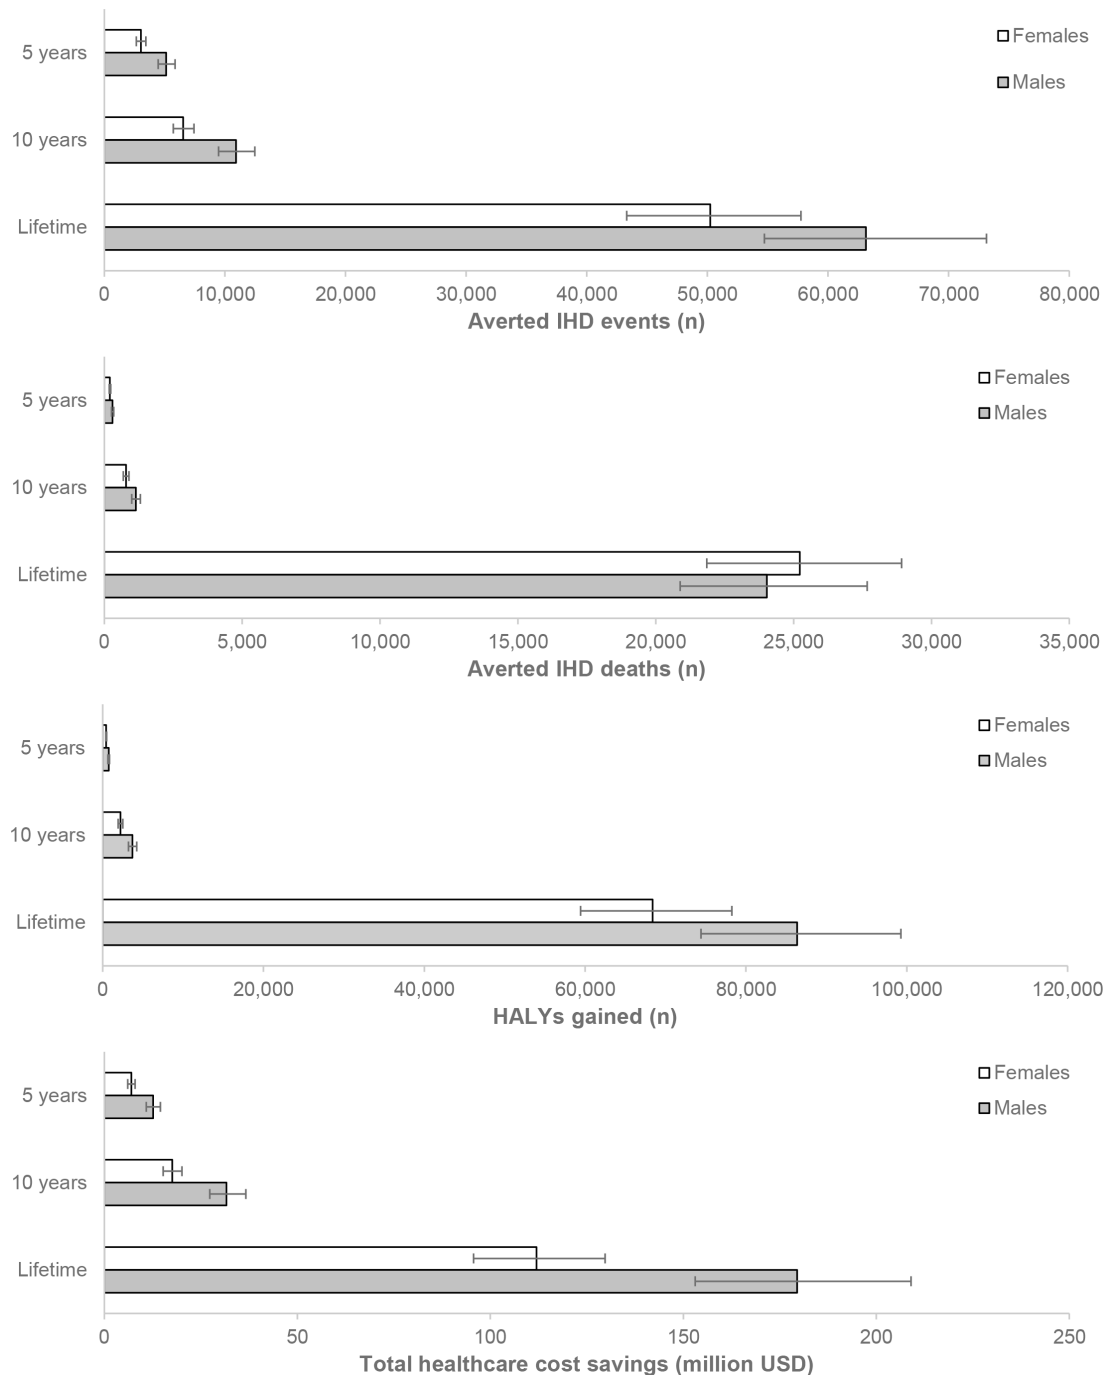 Females
5 years
Males
10 years
Lifetime
0 10,000 20,000 30,000 40,000 50,000 60,000 70,000 80,000
Averted IHD events (n)
Females
5 years
Males
10 years
Lifetime
0 5,000 10,000 15,000 20,000 25,000 30,000 35,000
Averted IHD deaths (n)
Females
5 years
Males
10 years
Lifetime
0 20,000 40,000 60,000 80,000 100,000 120,000
HALYs gained (n)
Females
5 years
Males
10 years
Lifetime
0 50 100 150 200 250
Total healthcare cost savings (million USD)